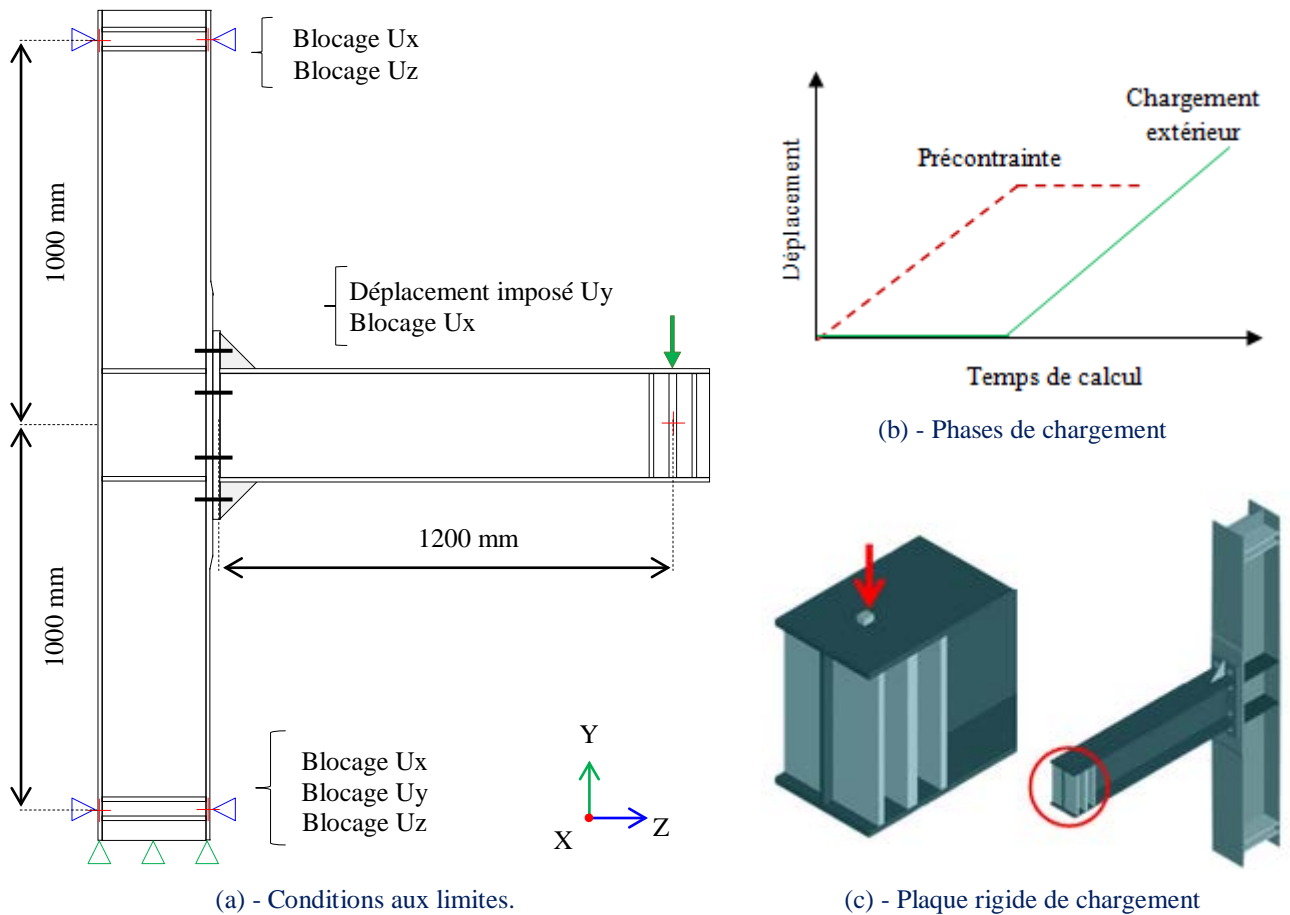 Blocage Ux
Blocage Uz
1000 mm
Déplacement imposé Uy
Blocage Ux
1200 mm
1000 mm
Blocage Ux
Blocage Uy
Blocage Uz
Y
X
Z
(a) - Conditions aux limites.
Déplacement
Précontrainte
Chargement
extérieur
Temps de calcul
(b) - Phases de chargement
(c) - Plaque rigide de chargement